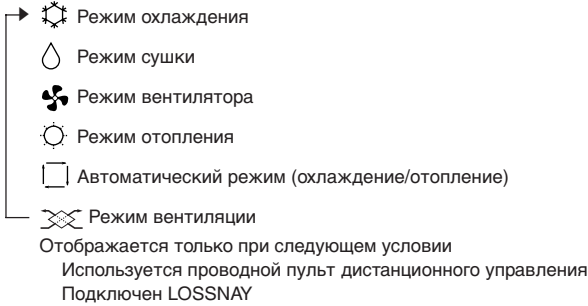 Режим охлаждения
Режим сушки
Режим вентилятора
Режим отопления
Автоматический режим (охлаждение/отопление)
Режим вентиляции
Отображается только при следующем условии
Используется проводной пульт дистанционного управления
Подключен LOSSNAY